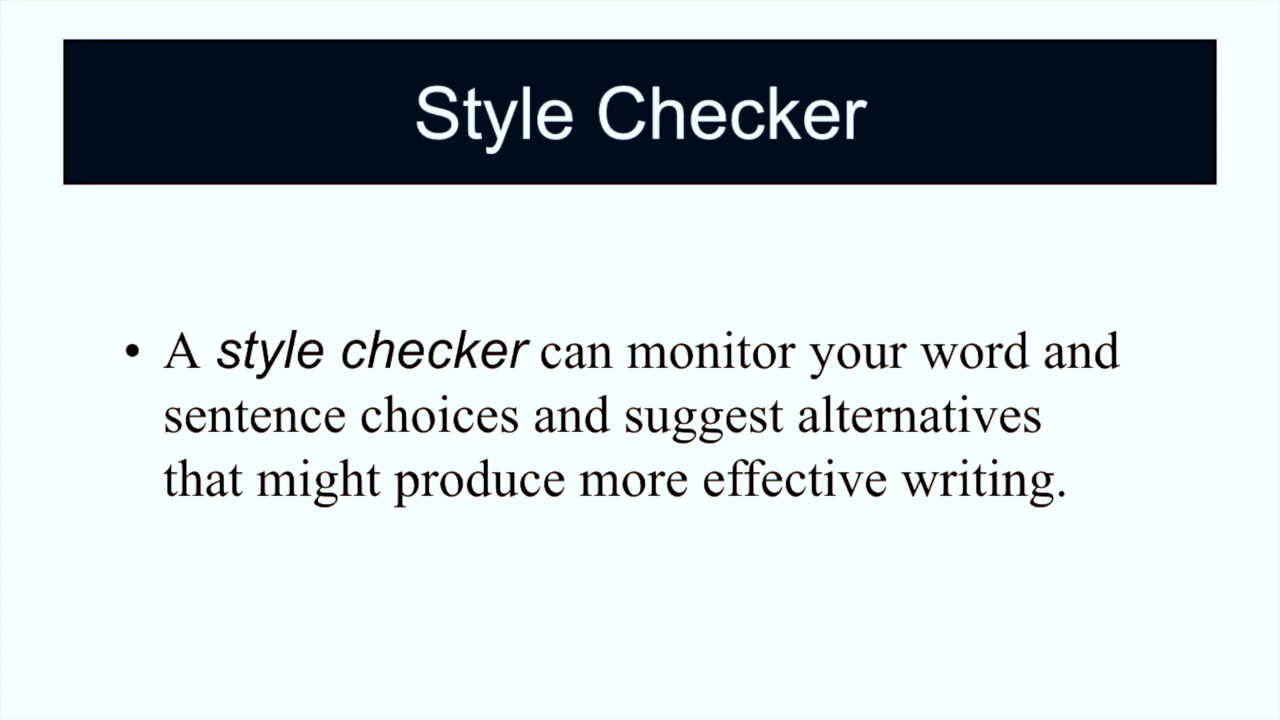 Style Checker
• A style checker can monitor your word and
sentence choices and suggest alternatives
that might produce more effective writing.